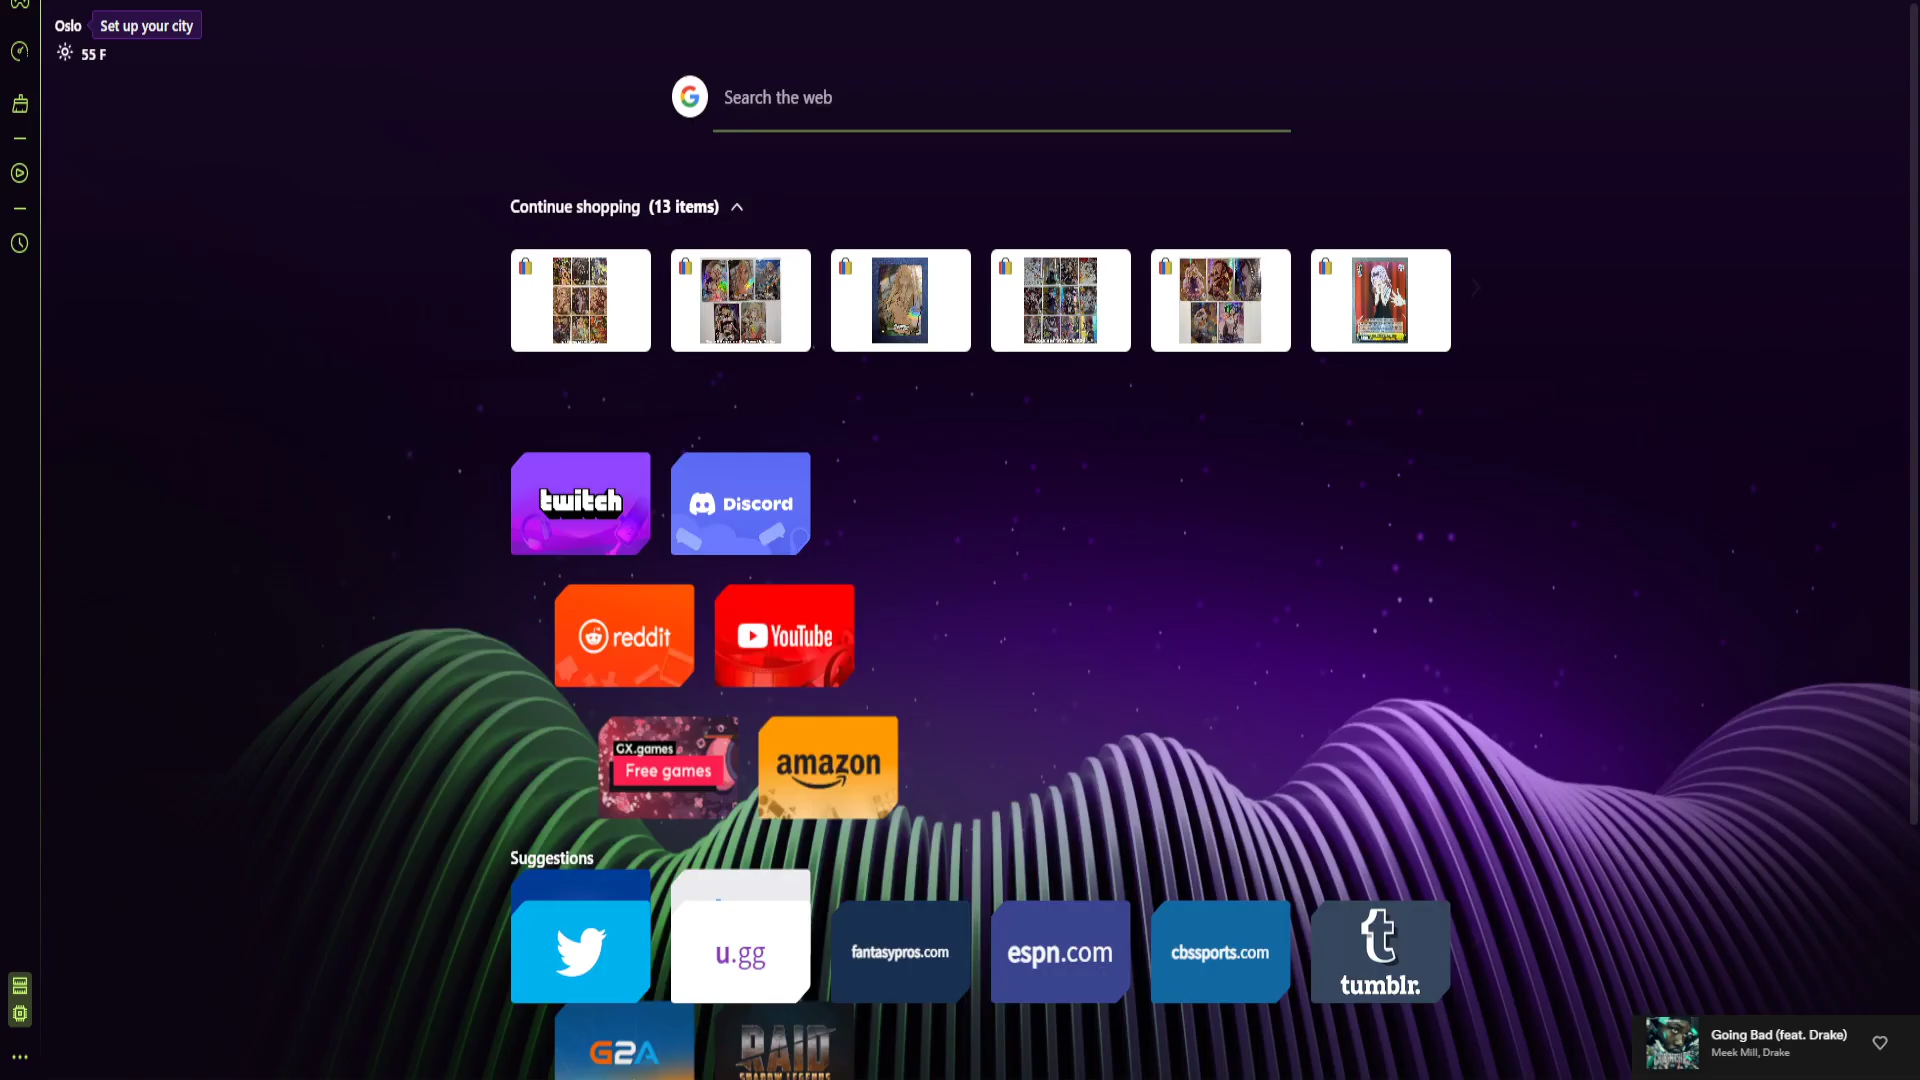 Oslo
Set up your city
55 F
Search the web
Continue shopping (13 items)
twitch
Discord
reddit
YouTube
GX.games
Free games
amazon
Suggestions
u.gg
fantasypros.com
espn.com
cbssports.com
tumblr.
G2A
RAID
SHADOW LEGENDS
Going Bad (feat. Drake)
Meek Mill, Drake